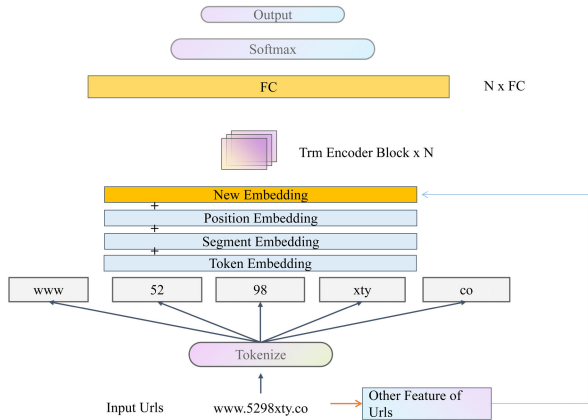 Output
Softmax
FC N x FC
Trm Encoder Block x N
New Embedding
+
Position Embedding
+
Segment Embedding
+
Token Embedding
www 52 98 xty co
Tokenize
Input Urls www.5298xty.co Other Feature of
Urls